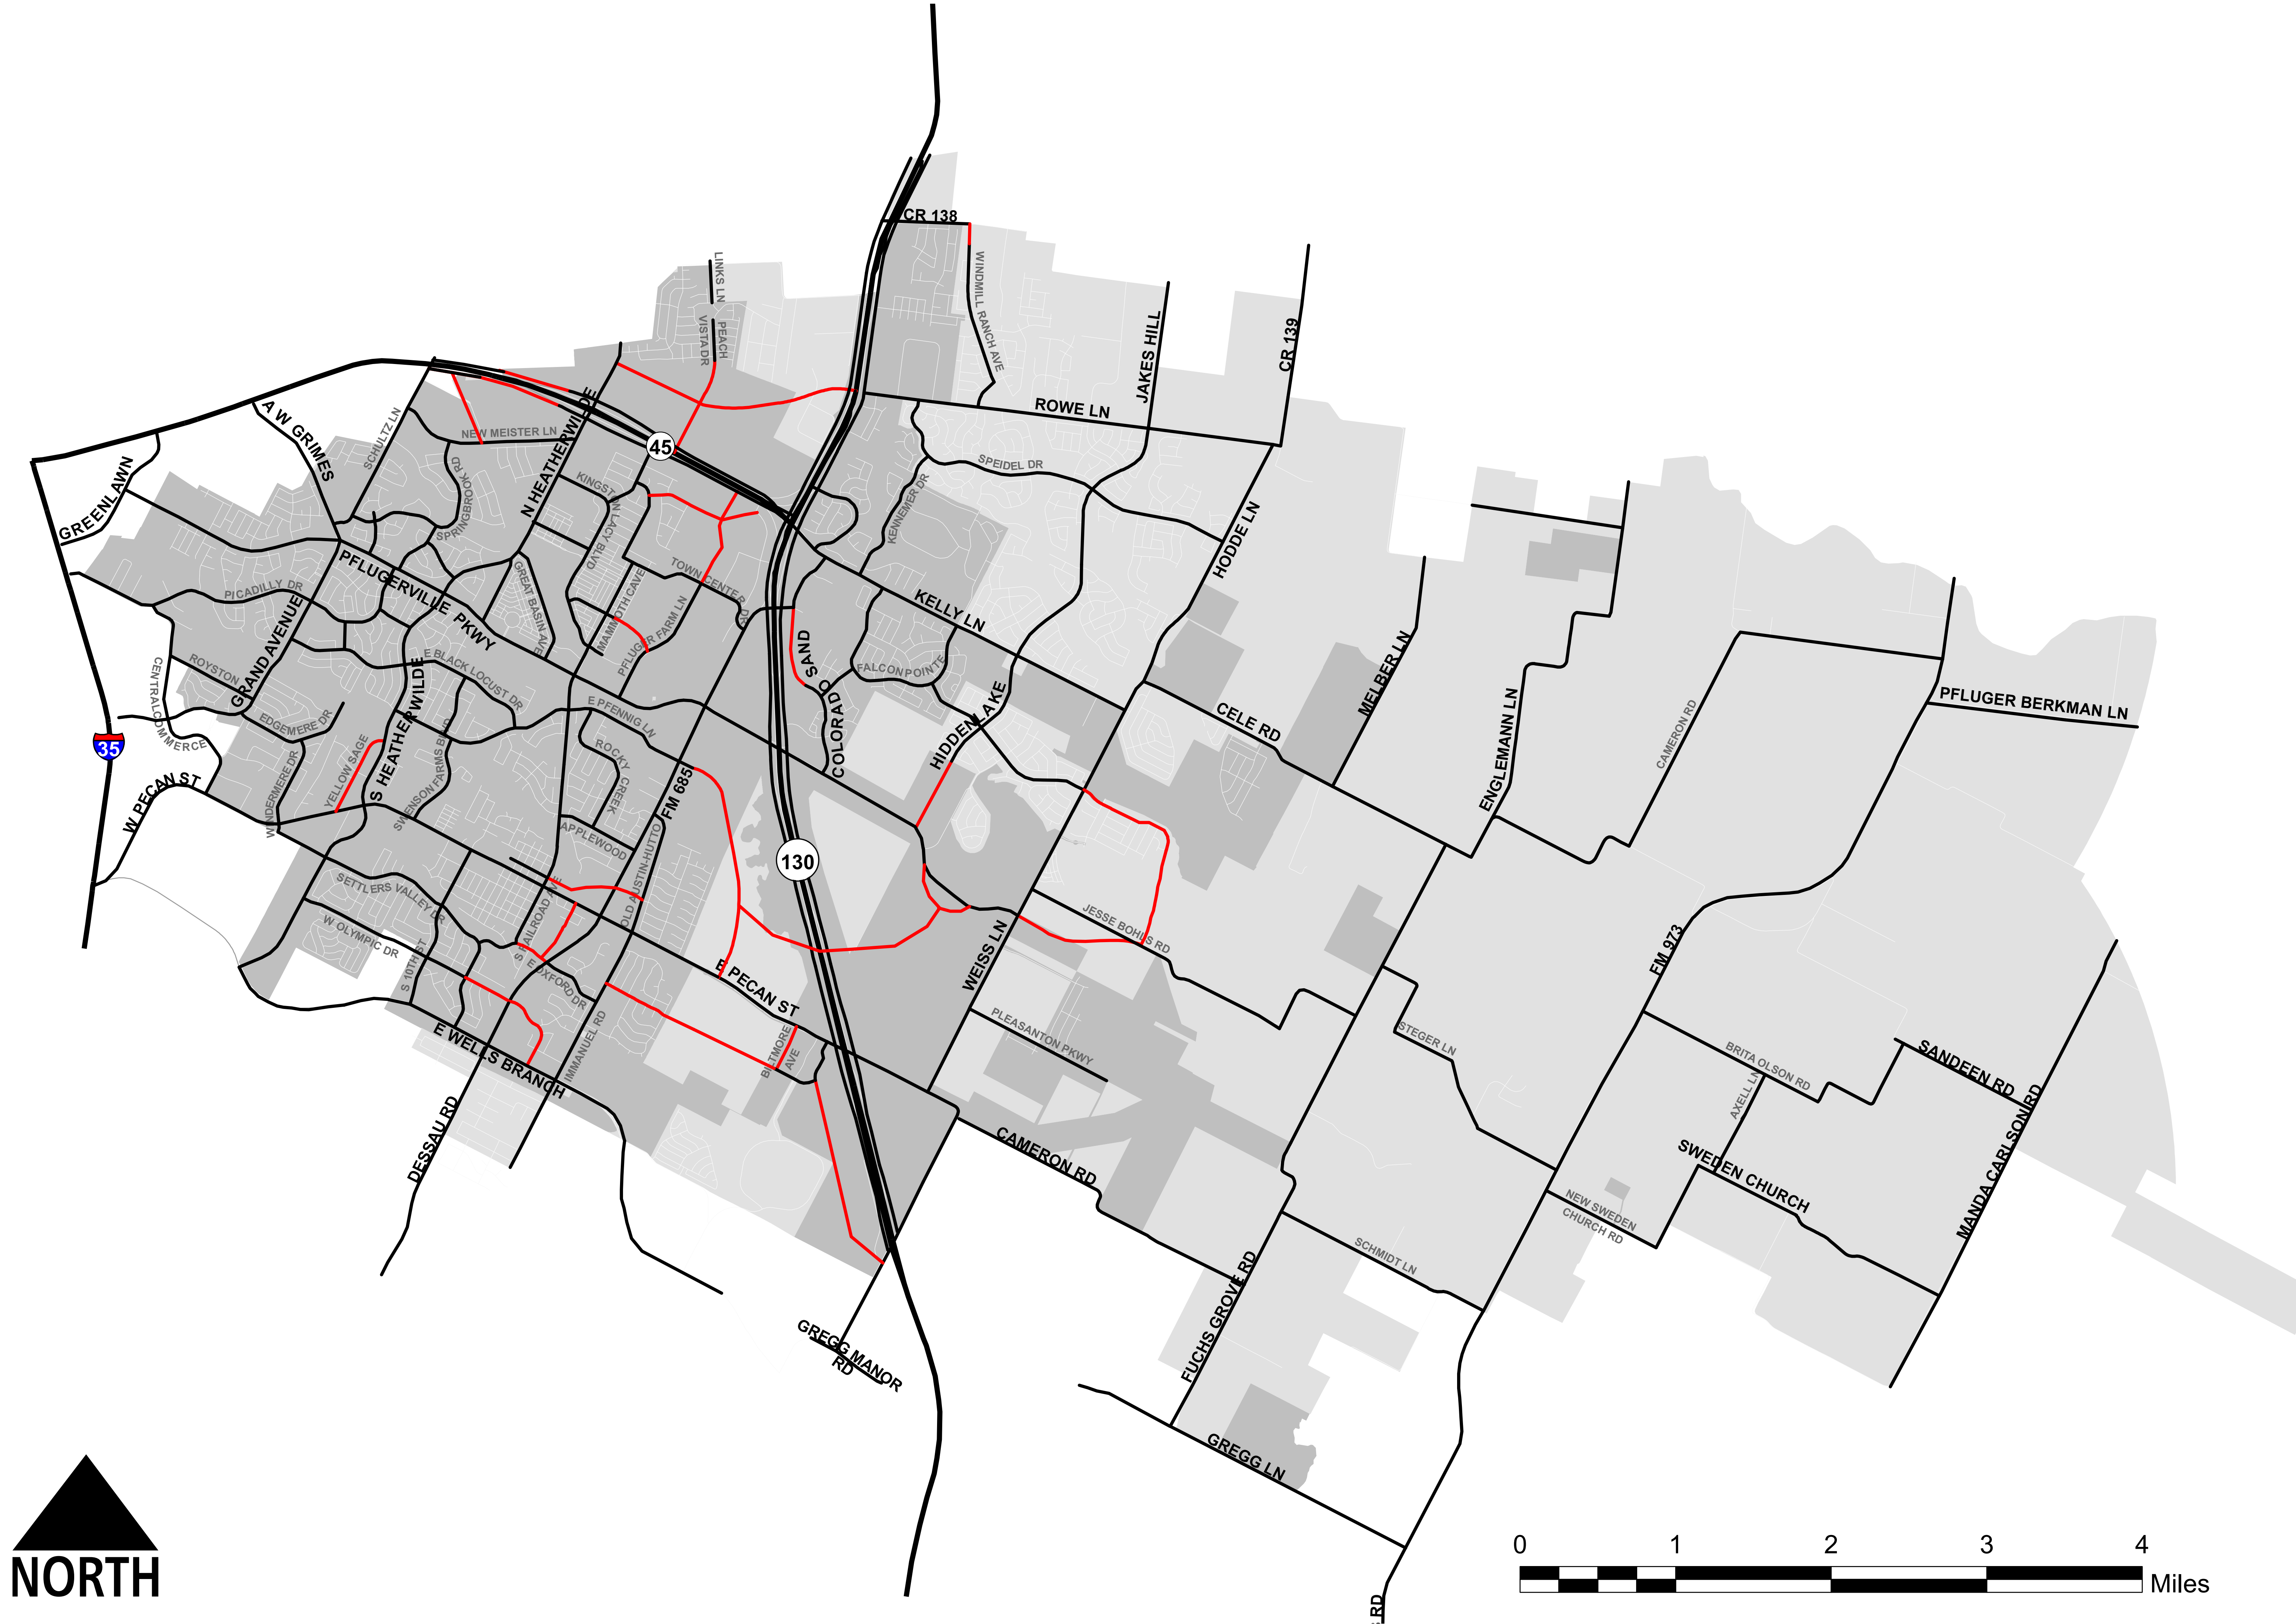 CR 138
LINKS LN
WINDMILL RANCH AVE
PEACH
VISTA DR
JAKES HILL
CR 139
ROWE LN
A W GRIMES
SCHULTZ LN
NEW MEISTER LN
N HEATHERWILDE
45
GREENLAWN
SPRINGBROOK RD
KINGSTON LACY BLVD
KENNEMER DR
SPEIDEL DR
HODDE LN
PFLUGERVILLE PKWY
PICADILLY DR
GRAND AVENUE
GREAT BASIN AVE
MAMMOTH CAVE
PFLUGER FARM LN
TOWN CENTER DR
COLORADO SAND
KELLY LN
FALCON POINTE
HIDDEN LAKE
MELBER LN
CELE RD
ENGLEMANN LN
CAMERON RD
PFLUGER BERKMAN LN
CENTRAL COMMERCE
ROYSTON
EDGEMERE DR
WINDERMERE DR
YELLOW SAGE
S HEATHERWILDE
E BLACK LOCUST DR
SWENSON FARMS BLVD
E PFENNIG LN
ROCKY CREEK
FM 685
35
W PECAN ST
APPLEWOOD
OLD AUSTIN-HUTTO
130
SETTLERS VALLEY DR
W OLYMPIC DR
S RAILROAD AVE
S 10TH ST
E OXFORD DR
E PECAN ST
JESSE BOHLS RD
WEISS LN
FM 973
PLEASANTON PKWY
STEGER LN
BILTMORE
AVE
E WELLS BRANCH
IMMANUEL RD
DESSAU RD
CAMERON RD
BRITA OLSON RD
AXELL LN
SANDEEN RD
MANDA CARLSON RD
SWEDEN CHURCH
NEW SWEDEN
CHURCH RD
SCHMIDT LN
FUCHS GROVE RD
GREGG MANOR
RD
GREGG LN
NORTH
0 1 2 3 4
Miles
RD